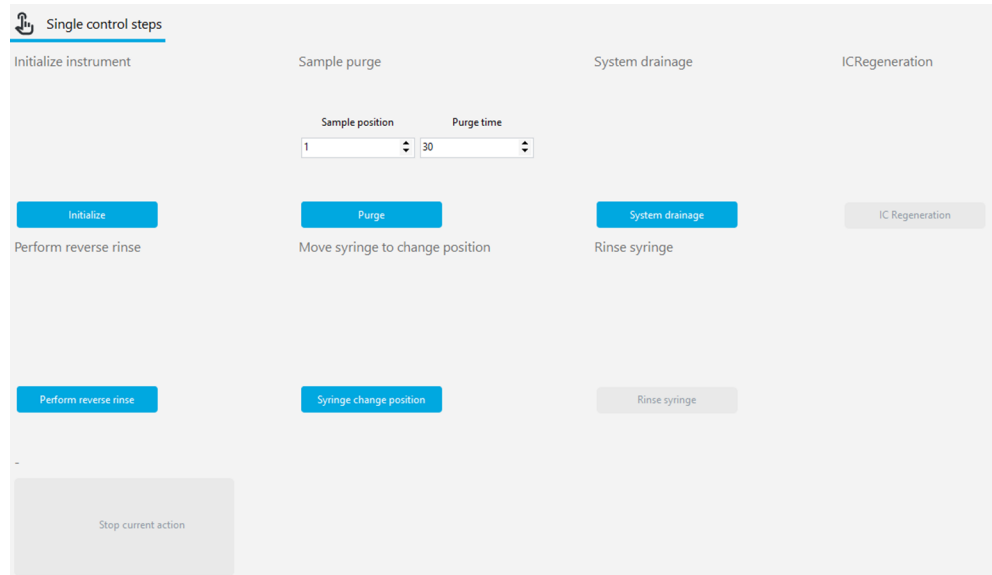 Single control steps
Initialize instrument
Sample purge
System drainage
ICRegeneration
Sample position
Purge time
1
30
Initialize
Purge
System drainage
IC Regeneration
Perform reverse rinse
Move syringe to change position
Rinse syringe
Perform reverse rinse
Syringe change position
Rinse syringe
-
Stop current action